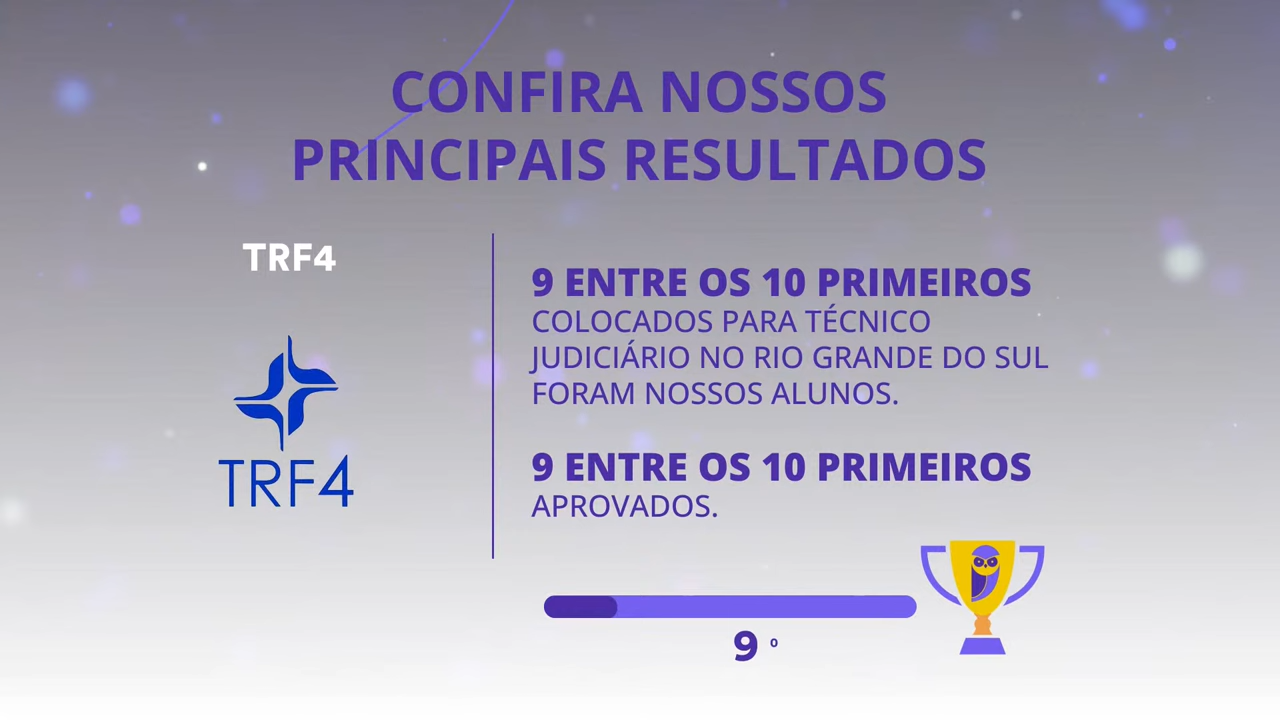 CONFIRA NOSSOS
PRINCIPAIS RESULTADOS
TRF4
TRF4
9 ENTRE OS 10 PRIMEIROS
COLOCADOS PARA TÉCNICO
JUDICIÁRIO NO RIO GRANDE DO SUL
FORAM NOSSOS ALUNOS.
9 ENTRE OS 10 PRIMEIROS
APROVADOS.
9 º